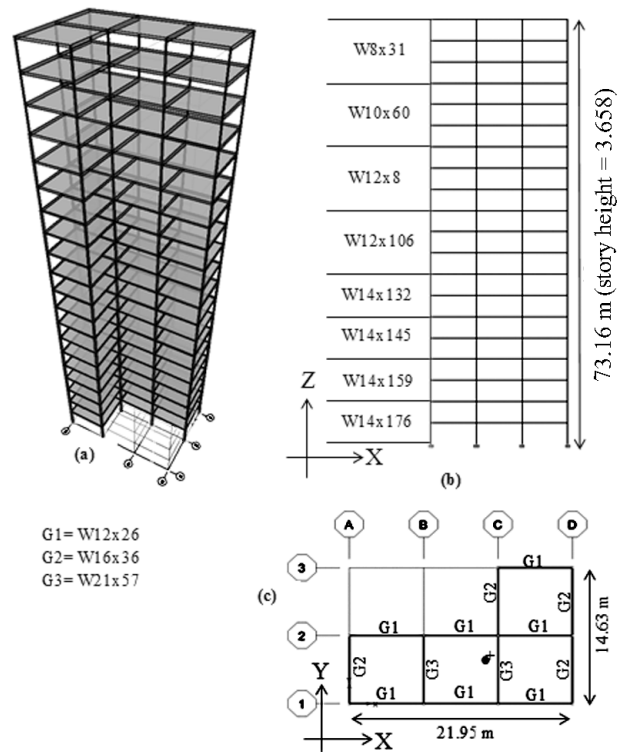 W8x31
W10x60
W12x8
W12x106
W14x132
W14x145
W14x159
W14x176
73.16 m (story height = 3.658)
Z
X
(a)
(b)
G1= W12x26
G2= W16x36
G3= W21x57
(c)
A
B
C
D
3
G1
G2
G2
14.63 m
2
G1
G1
G1
G2
G3
G3
G2
1
G1
G1
G1
Y
X
21.95 m